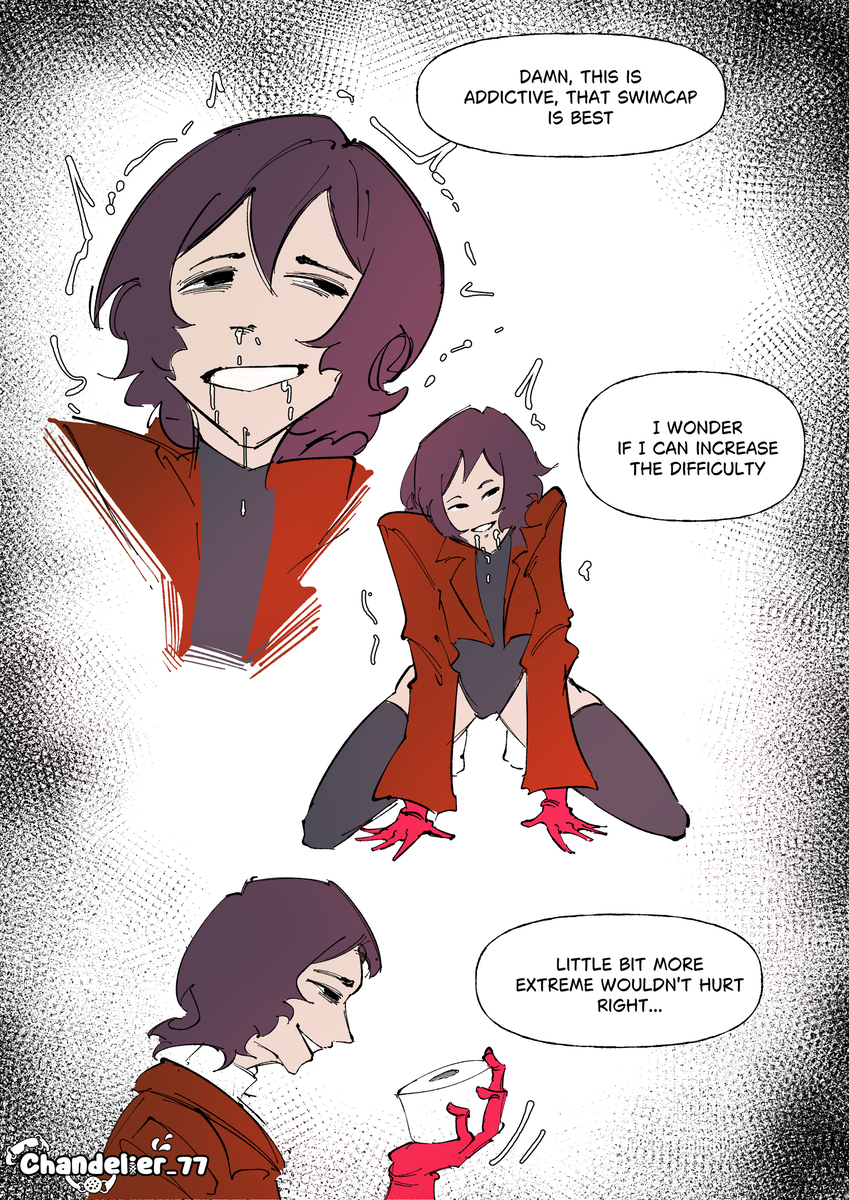 DAMN, THIS IS
ADDICTIVE, THAT SWIMCAP
IS BEST
I WONDER
IF I CAN INCREASE
THE DIFFICULTY
LITTLE BIT MORE
EXTREME WOULDN'T HURT
RIGHT...
Chandelier_77